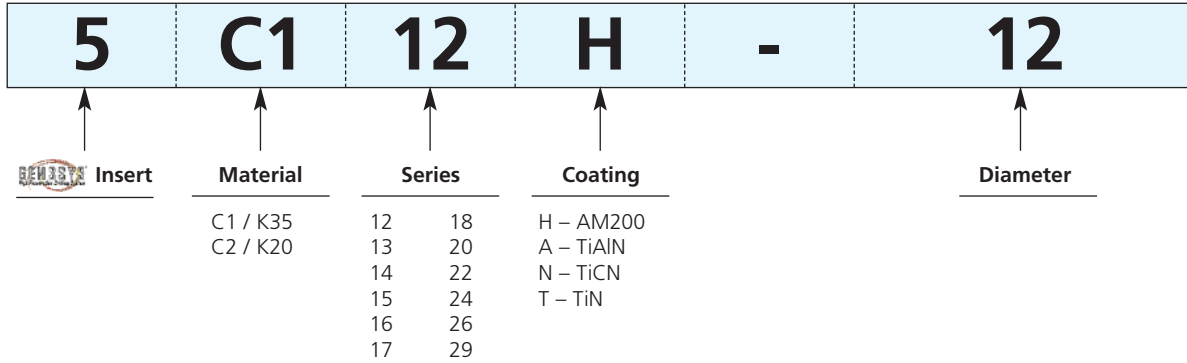 5 C1 12 H - 12
GEN3SYS Insert Material Series Coating Diameter
C1 / K35 12 18 H – AM200
C2 / K20 13 20 A – TiAlN
14 22 N – TiCN
15 24 T – TiN
16 26
17 29